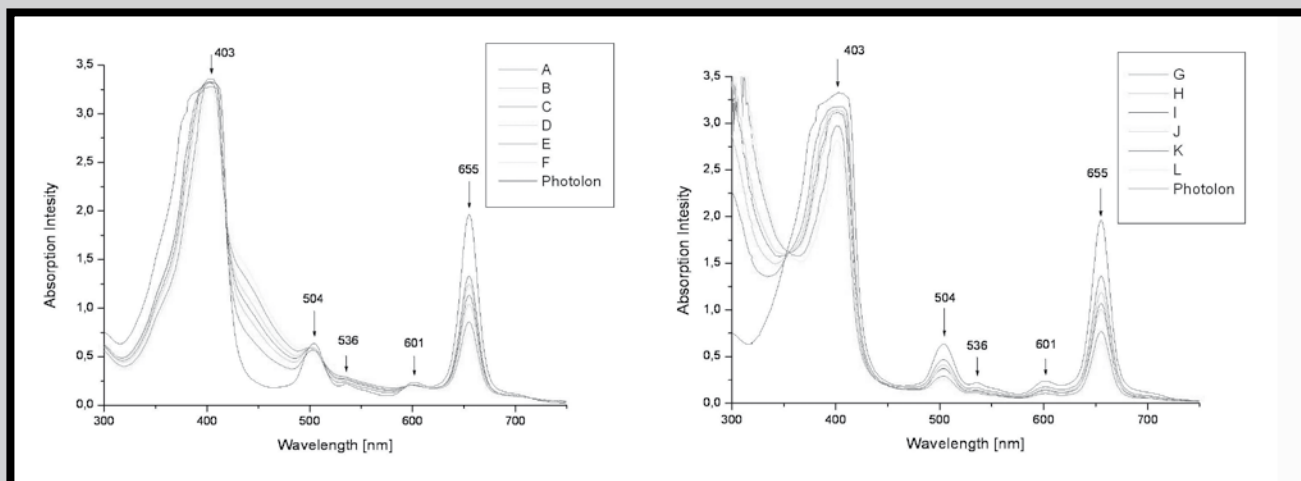 403
3,5
3,0
2,5
2,0
1,5
1,0
0,5
0,0
300
400
500
600
700
504
536
601
655
Absorption Intesity
Wavelength [nm]
A
B
C
D
E
F
Photolon
403
3,5
3,0
2,5
2,0
1,5
1,0
0,5
0,0
300
400
500
600
700
504
536
601
655
Absorption Intesity
Wavelength [nm]
G
H
I
J
K
L
Photolon